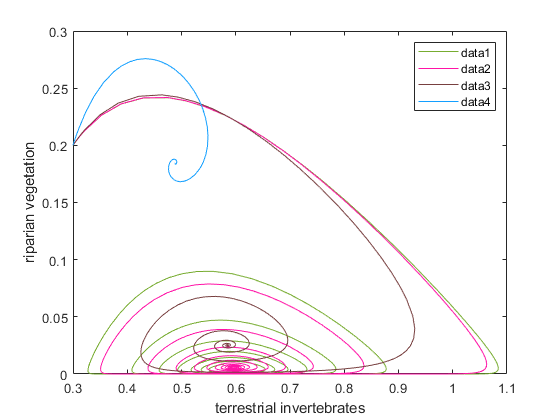 0.3
0.25
0.2
0.15
0.1
0.05
0
riparian vegetation
0.3 0.4 0.5 0.6 0.7 0.8 0.9 1 1.1
terrestrial invertebrates
data1
data2
data3
data4